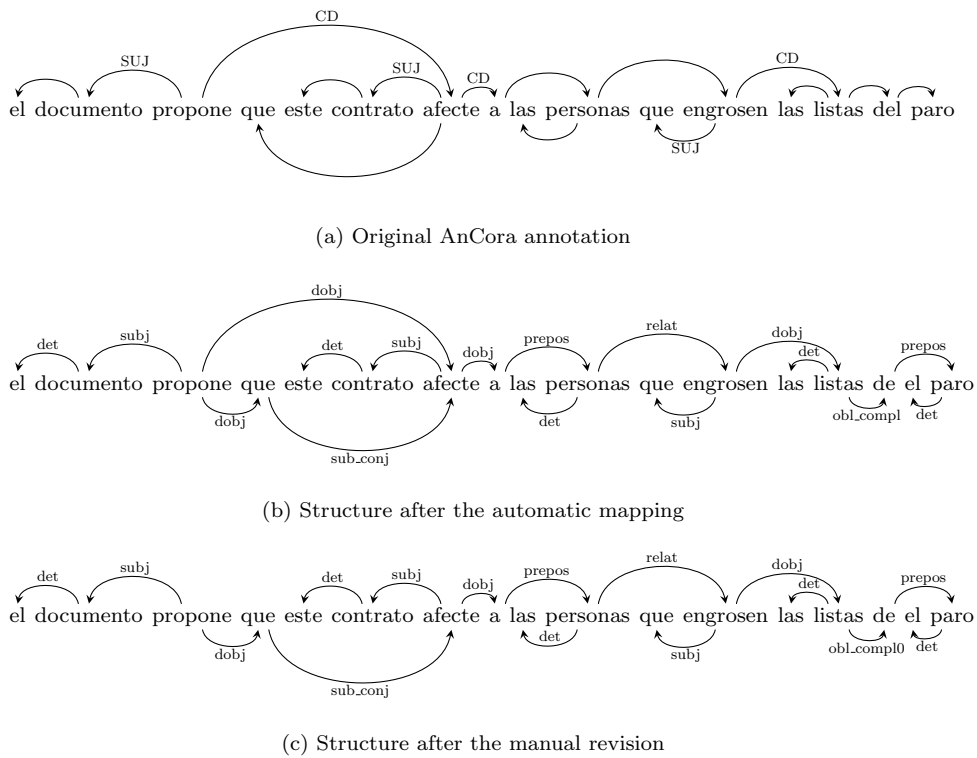 CD
SUJ SUJ CD CD
el documento propone que este contrato afecte a las personas que engrosen las listas del paro
SUJ
(a) Original AnCora annotation
dobj
det subj det subj dobj prepos relat dobj det prepos
el documento propone que este contrato afecte a las personas que engrosen las listas de el paro
dobj sub_conj det subj obl_compl det
(b) Structure after the automatic mapping
det subj det subj dobj prepos relat dobj det prepos
el documento propone que este contrato afecte a las personas que engrosen las listas de el paro
dobj sub_conj det subj obl_compl0 det
(c) Structure after the manual revision